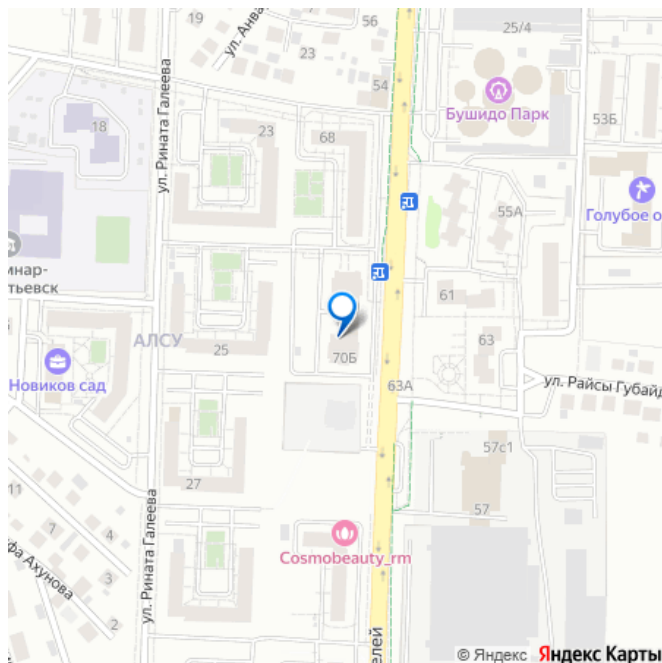 19
56
25/4
ул. Анва
23
54
Бушидо Парк
53Б
18
ул. Рината Галеева
23
68
55А
Голубое о
инар-
тьевск
61
АЛСУ
25
70Б
63
Новиков сад
63А
ул. Райсы Губайд
11
27
57с1
57
7
4
3
2
фа Ахунова
ул. Рината Галеева
Cosmobeauty_rm
елей
© Яндекс Яндекс Карты